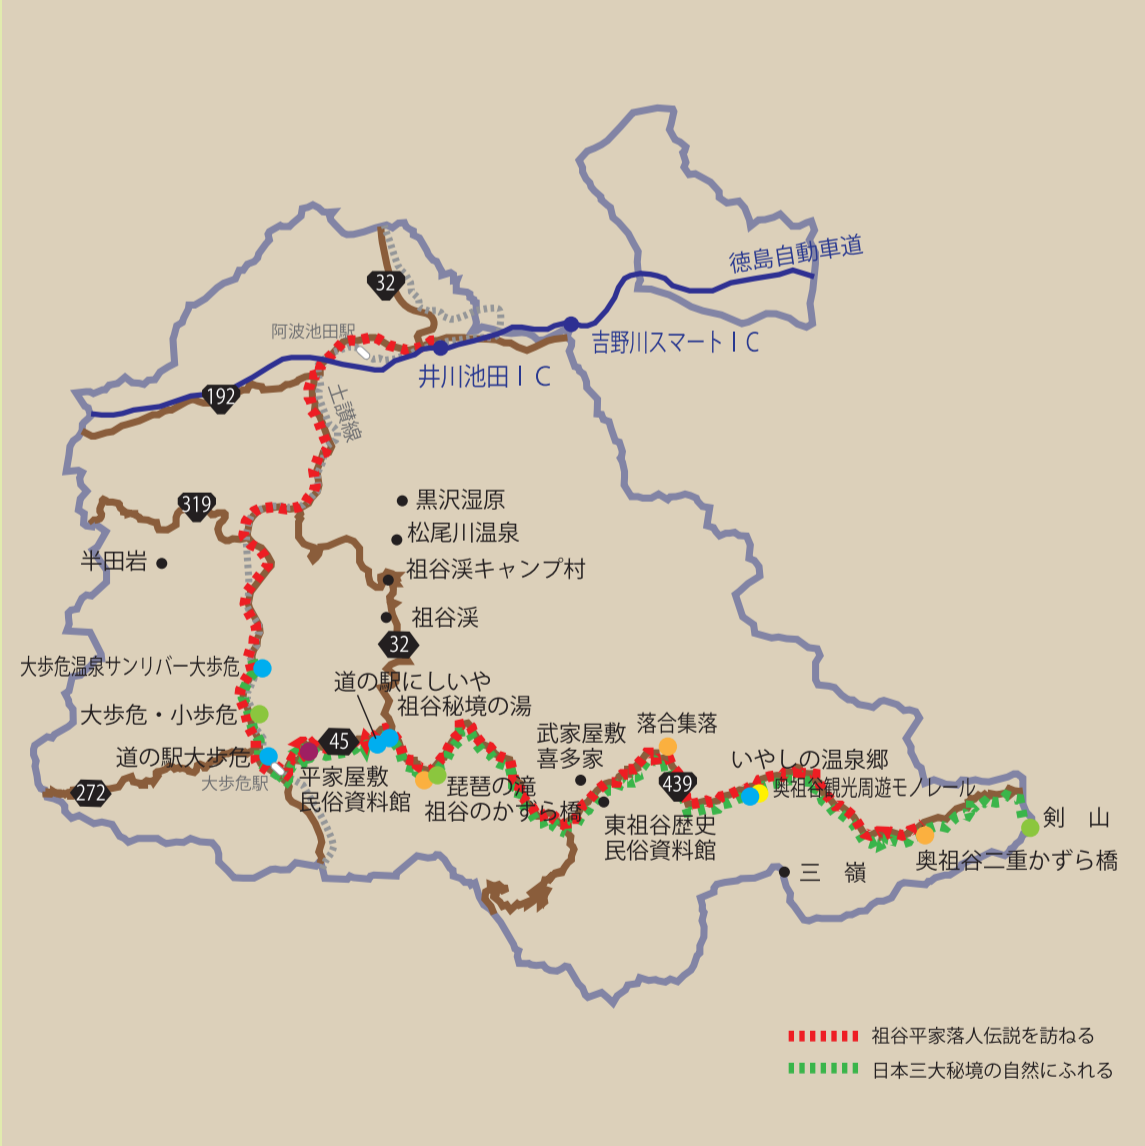 徳島自動車道
32
阿波池田駅
吉野川スマートIC
井川池田IC
192
土讃線
319
黒沢湿原
松尾川温泉
半田岩
祖谷渓キャンプ村
祖谷渓
32
大歩危温泉サンリバー大歩危
道の駅にしいや
祖谷秘境の湯
大歩危・小歩危
武家屋敷
喜多家
落合集落
45
道の駅大歩危
大歩危駅
いやしの温泉郷
平家屋敷
民俗資料館
琵琶の滝
439
奥祖谷観光周遊モノレール
272
祖谷のかずら橋
剣 山
東祖谷歴史
民俗資料館
奥祖谷二重かずら橋
三 嶺
祖谷平家落人伝説を訪ねる
日本三大秘境の自然にふれる